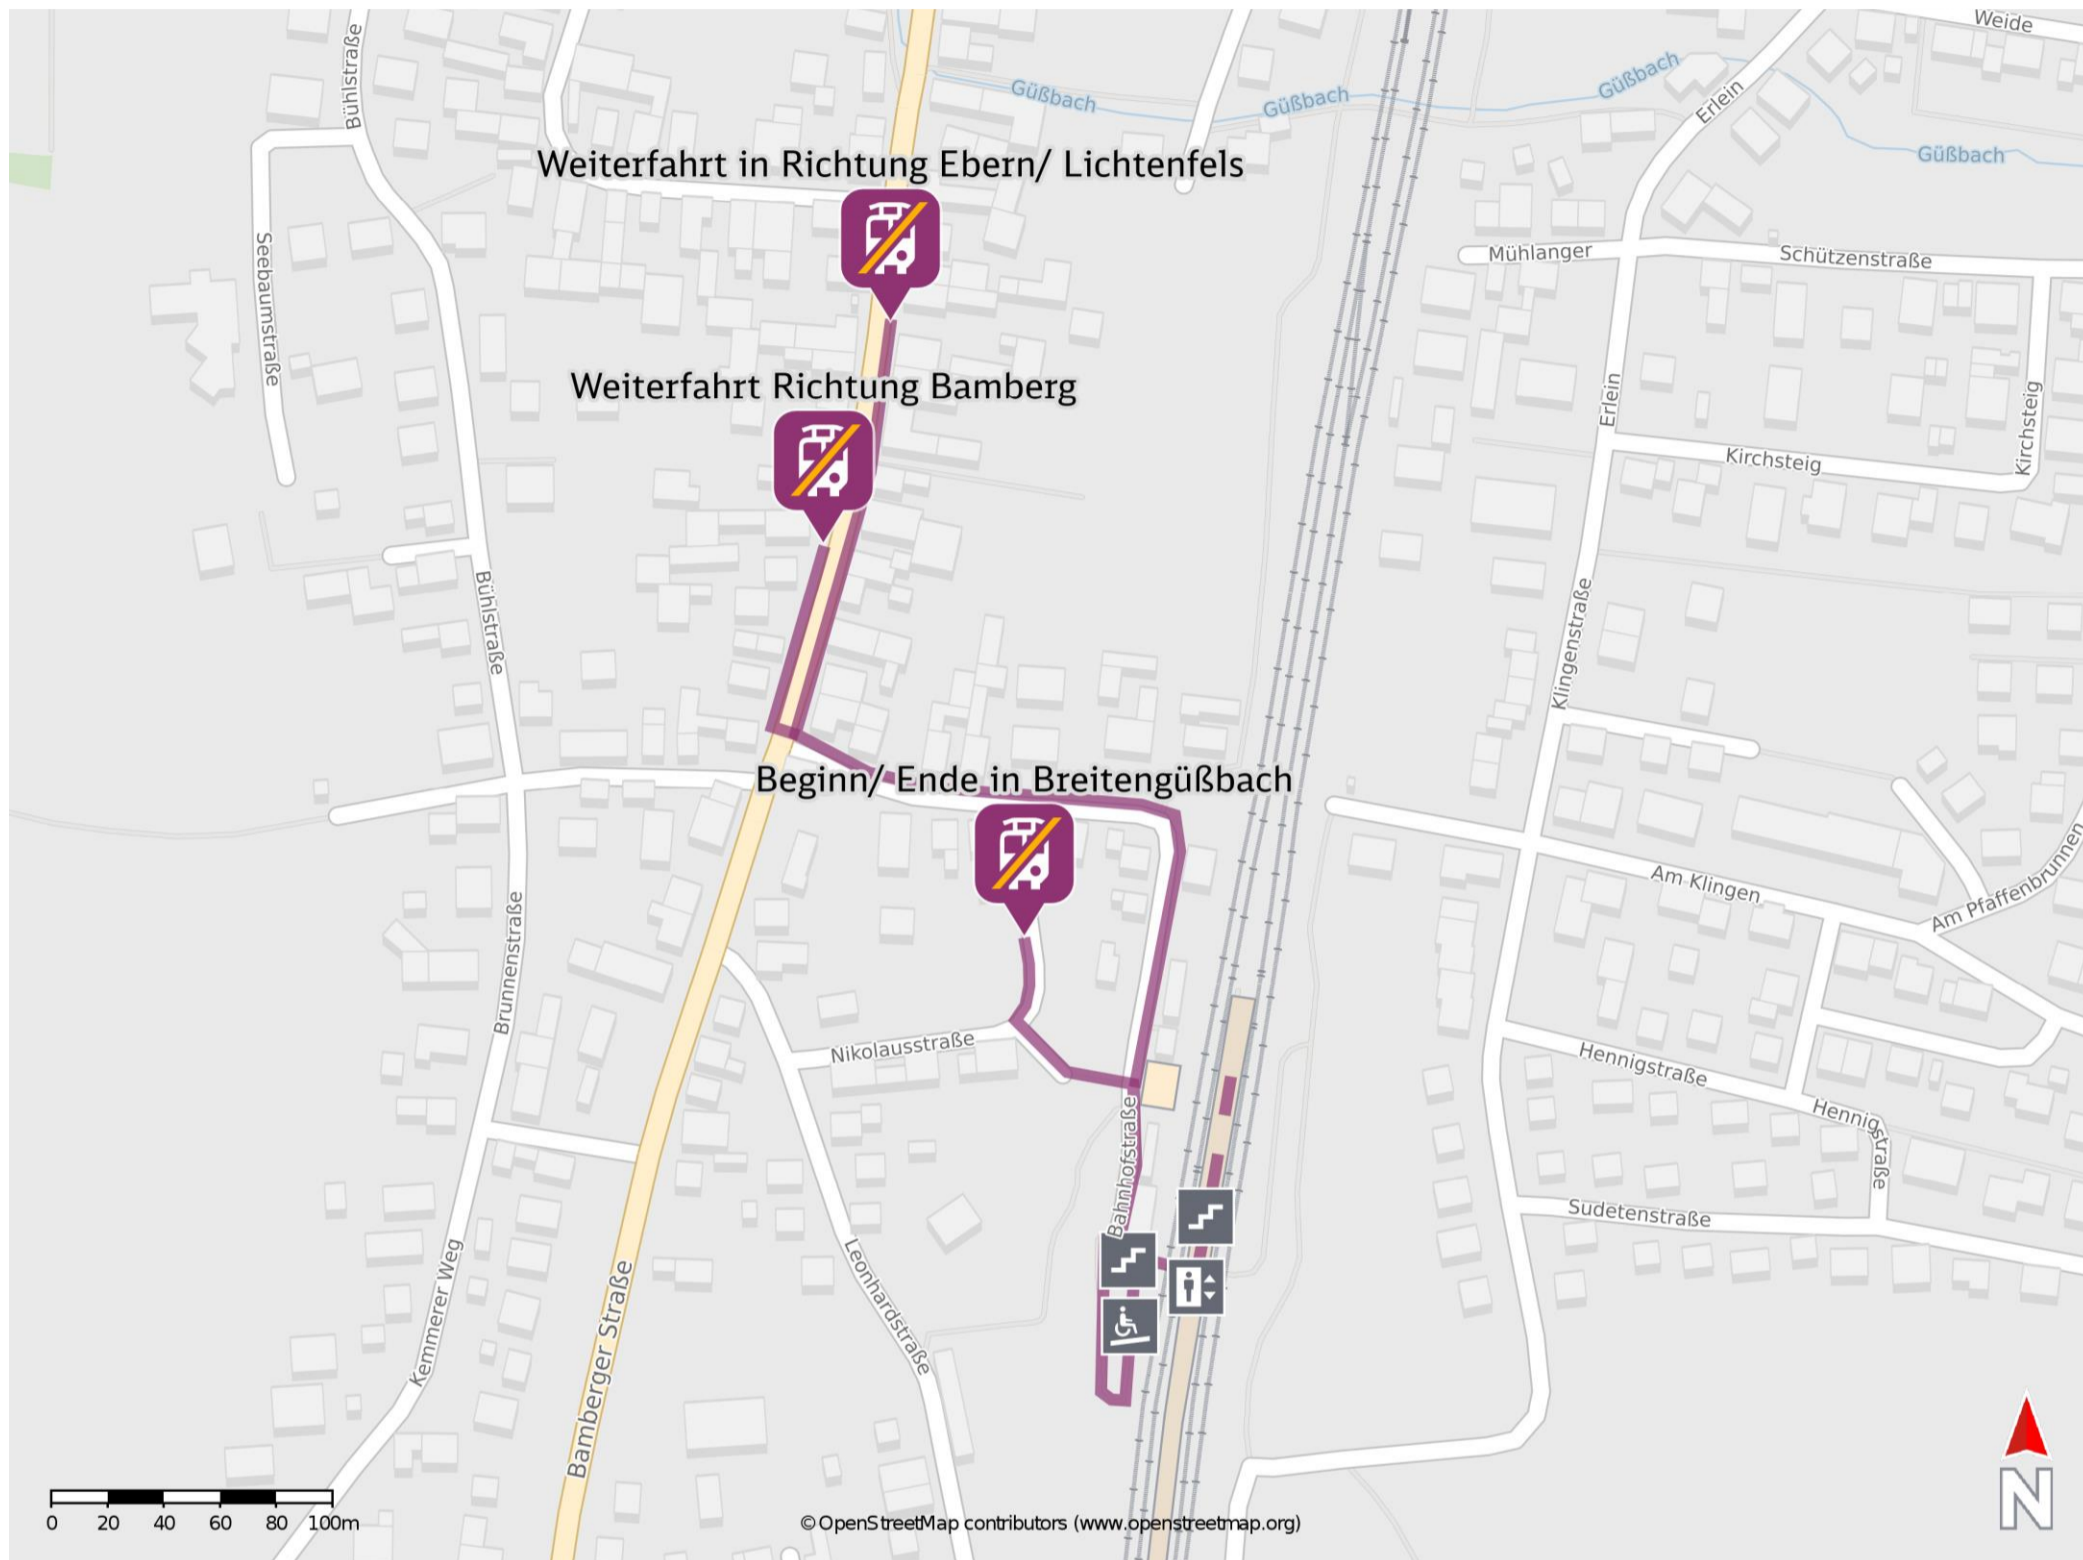 Weide
Bühlstraße
Güßbach
Güßbach
Güßbach
Erlein
Güßbach
Weiterfahrt in Richtung Ebern/ Lichtenfels
Seebaumstraße
Mühlanger
Schützenstraße
Weiterfahrt Richtung Bamberg
Erlein
Kirchsteig
Kirchsteig
Bühlstraße
Klingenstraße
Beginn/ Ende in Breitengüßbach
Am Klingen
Am Pfaffenbrunnen
Brunnenstraße
Nikolausstraße
Hennigstraße
Hennigstraße
Bahnhofstraße
Sudetenstraße
Kemmerer Weg
Leonhardstraße
Bamberger Straße
N
0 20 40 60 80 100m
© OpenStreetMap contributors (www.openstreetmap.org)